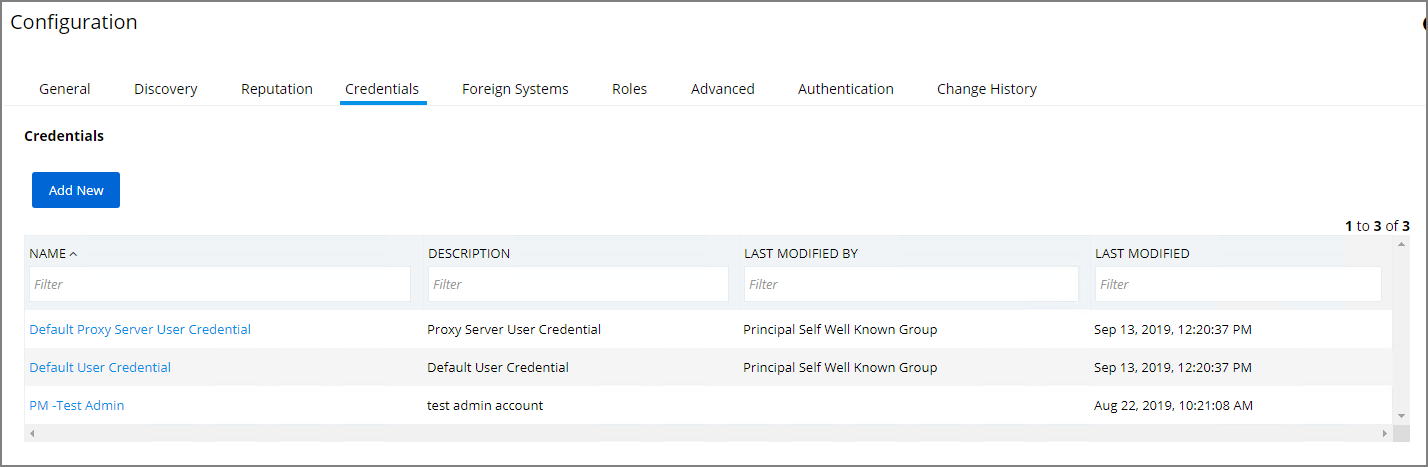 Configuration
General Discovery Reputation Credentials Foreign Systems Roles Advanced Authentication Change History
Credentials
Add New
1 to 3 of 3
NAME DESCRIPTION LAST MODIFIED BY LAST MODIFIED
Filter Filter Filter Filter
Default Proxy Server User Credential Proxy Server User Credential Principal Self Well Known Group Sep 13, 2019, 12:20:37 PM
Default User Credential Default User Credential Principal Self Well Known Group Sep 13, 2019, 12:20:37 PM
PM -Test Admin test admin account Aug 22, 2019, 10:21:08 AM